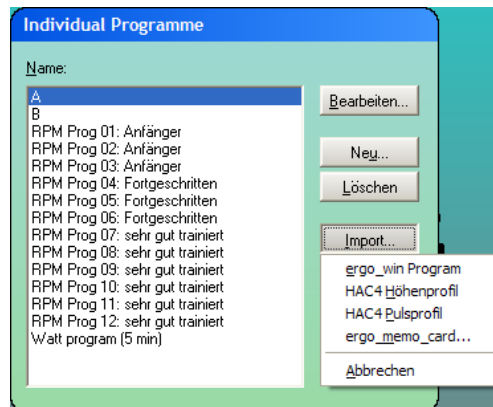 Individual Programme
Name:
A
B
RPM Prog 01: Anfänger
RPM Prog 02: Anfänger
RPM Prog 03: Anfänger
RPM Prog 04: Fortgeschritten
RPM Prog 05: Fortgeschritten
RPM Prog 06: Fortgeschritten
RPM Prog 07: sehr gut trainiert
RPM Prog 08: sehr gut trainiert
RPM Prog 09: sehr gut trainiert
RPM Prog 10: sehr gut trainiert
RPM Prog 11: sehr gut trainiert
RPM Prog 12: sehr gut trainiert
Watt program (5 min)
Bearbeiten...
Neu...
Löschen
Import...
ergo_win Program
HAC4 Höhenprofil
HAC4 Pulsprofil
ergo_memo_card...
Abbrechen